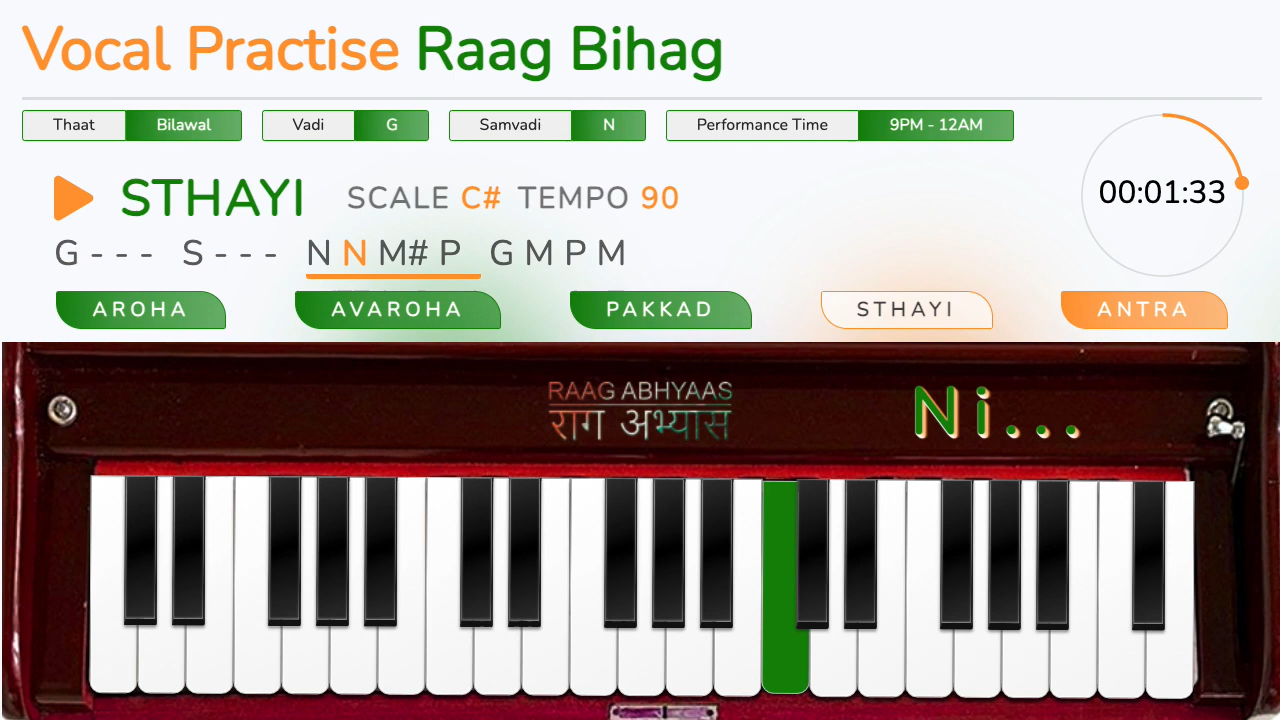 Vocal Practise Raag Bihag
Thaat Bilawal Vadi G Samvadi N Performance Time 9PM - 12AM
00:01:33
STHAYI SCALE C# TEMPO 90
G - - - S - - - N N M# P G M P M
AROHA AVAROHA PAKKAD STHAYI ANTRA
RAAG ABHYAAS
राग अभ्यास
Ni...